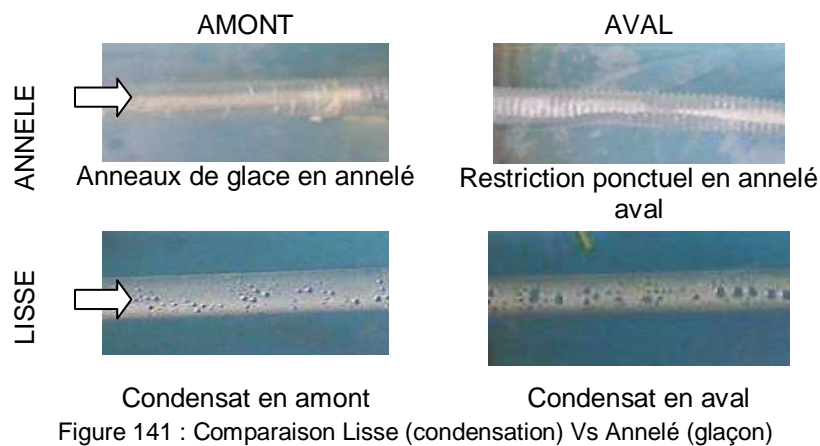 AMONT
AVAL
ANNELE
Anneaux de glace en annelé
Restriction ponctuel en annelé
aval
LISSE
Condensat en amont
Condensat en aval
Figure 141 : Comparaison Lisse (condensation) Vs Annelé (glaçon)